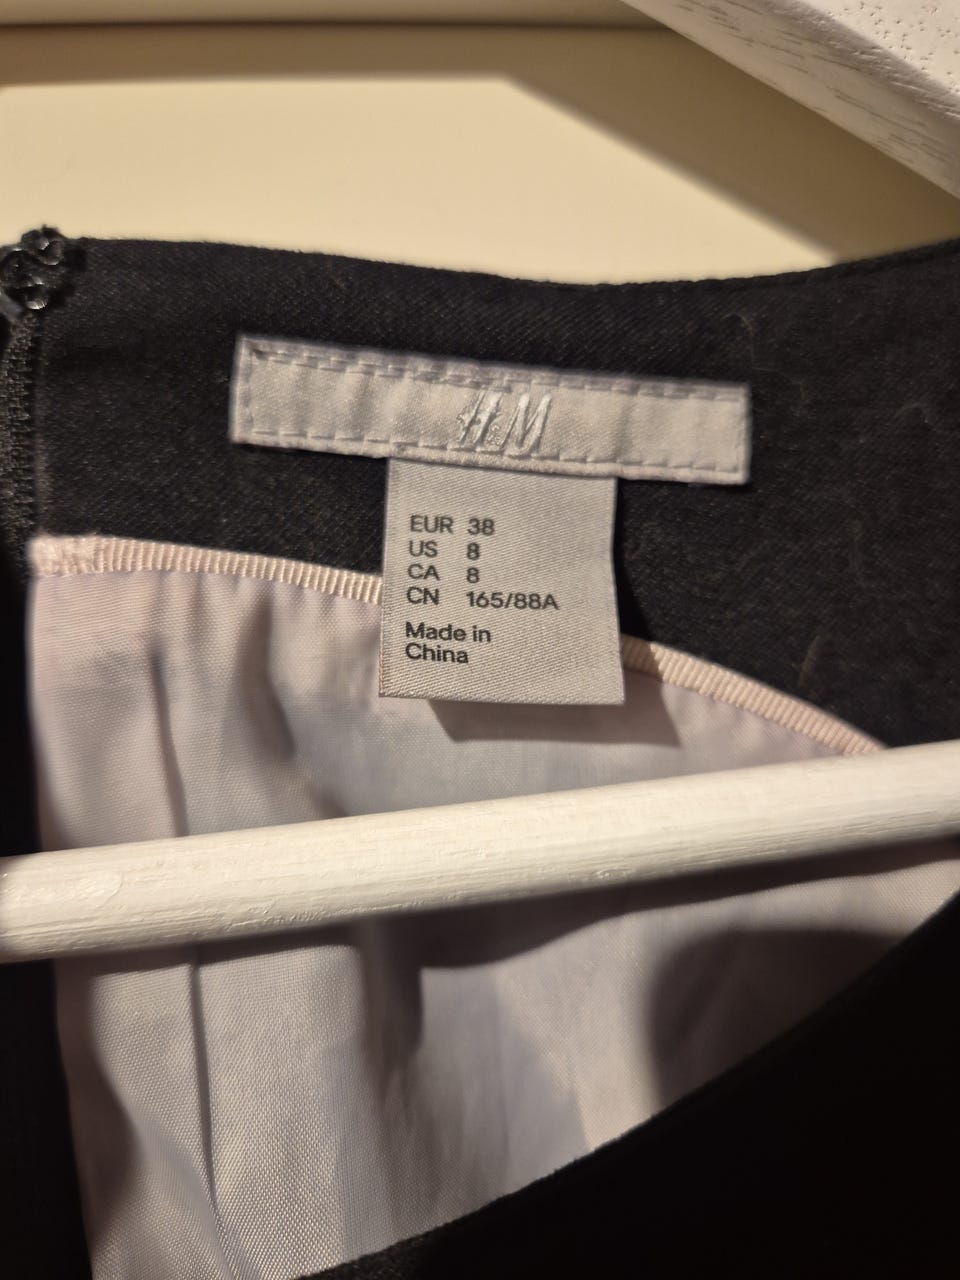 H&M
EUR 38
US 8
CA 8
CN 165/88A
Made in
China